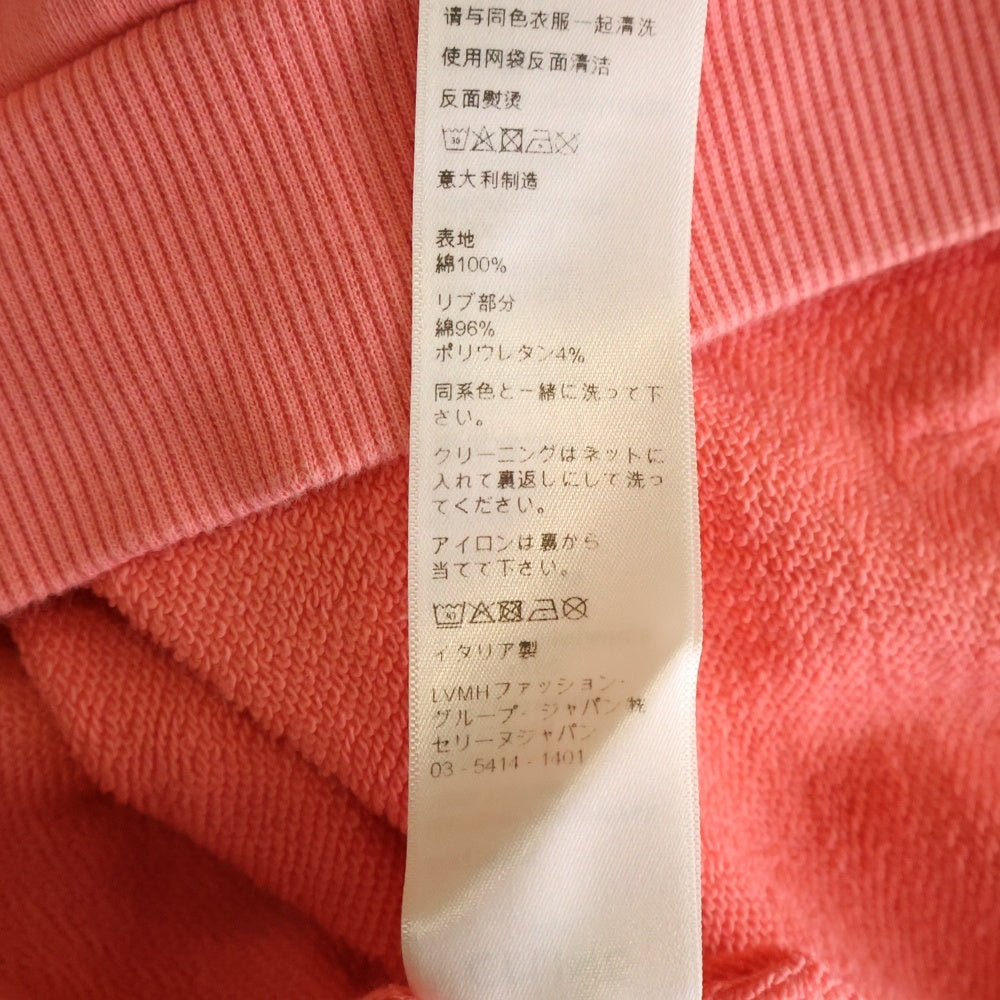 请与同色衣服一起清洗
使用网袋反面清洁
反面熨烫
意大利制造
表地
綿100%
リブ部分
綿96%
ポリウレタン4%
同系色と一緒に洗って下
さい。
クリーニングはネットに
入れて裏返しにして洗っ
てください。
アイロンは裏から
当てて下さい。
イタリア製
LVMHファッション・
グループ・ジャパン㈱
セリーヌジャパン
03 - 5414 - 1401